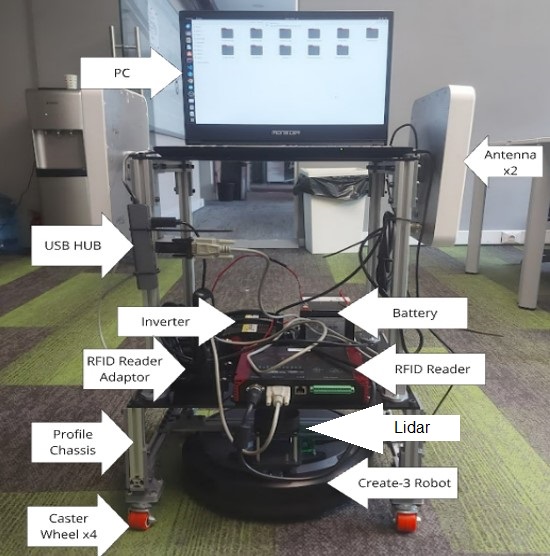 PC
Antenna
x2
USB HUB
Inverter
Battery
RFID Reader
Adaptor
RFID Reader
Lidar
Profile
Chassis
Create-3 Robot
Caster
Wheel x4